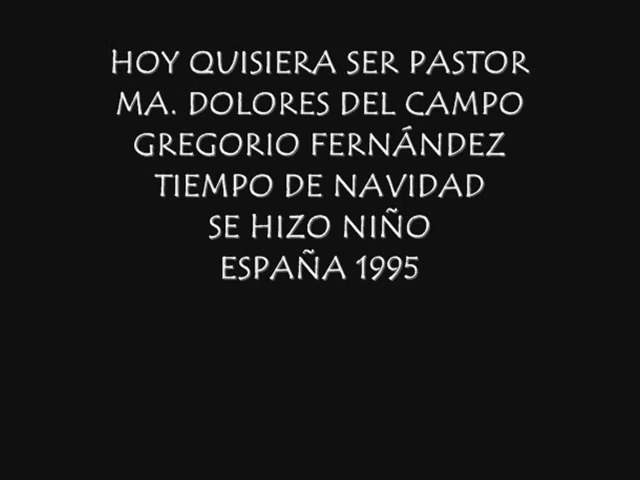 HOY QUISIERA SER PASTOR
MA. DOLORES DEL CAMPO
GREGORIO FERNÁNDEZ
TIEMPO DE NAVIDAD
SE HIZO NIÑO
ESPAÑA 1995